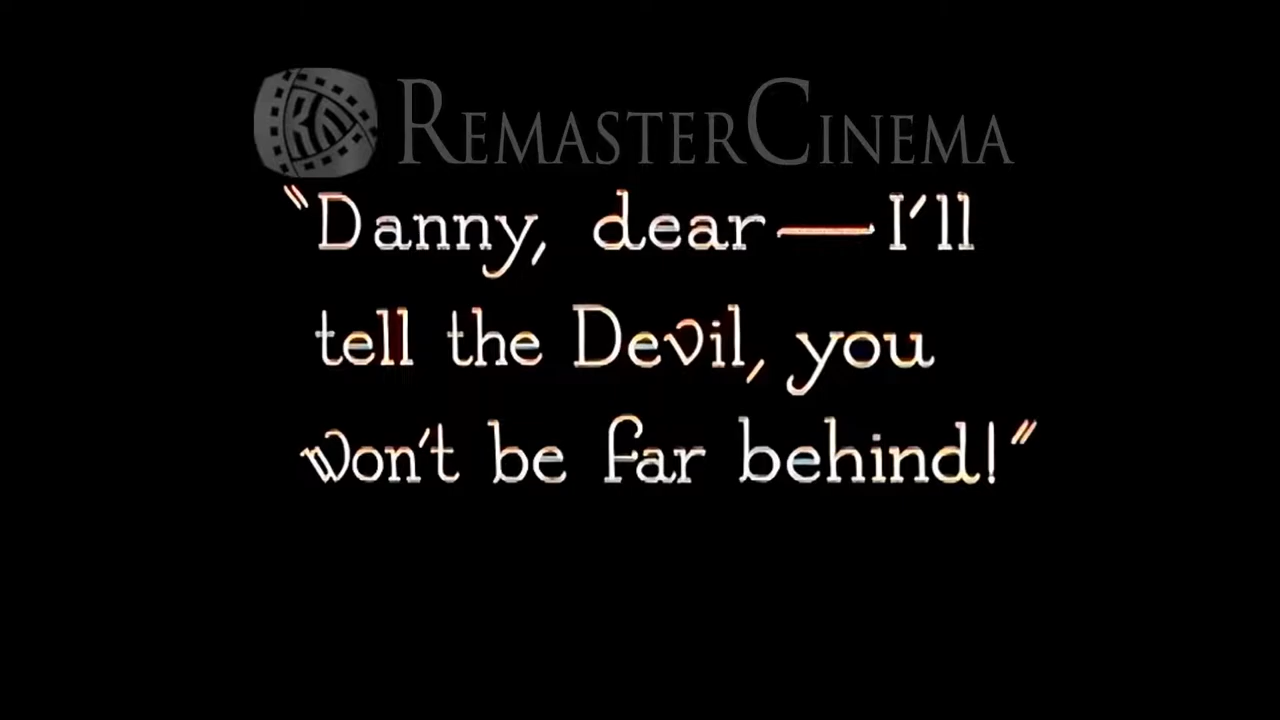 RemasterCinema
"Danny, dear—I'll
tell the Devil, you
won't be far behind!"